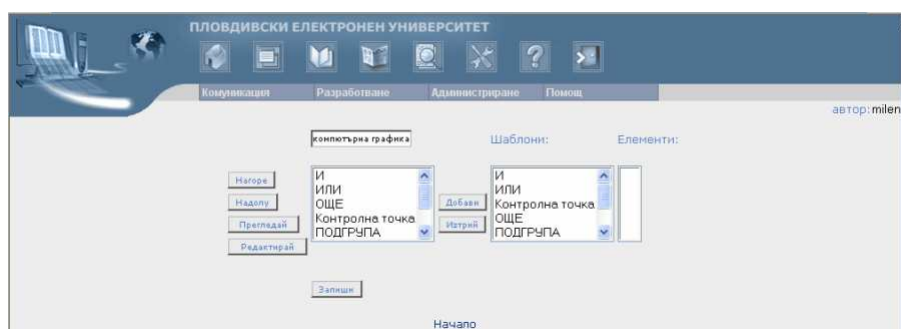 ПЛОВДИВСКИ ЕЛЕКТРОНЕН УНИВЕРСИТЕТ
Комуникация Разработване Администриране Помощ
автор: milen
компютърна графика Шаблони: Елементи:
Нагоре
Надолу
Прегледай
Редактирай
И
ИЛИ
ОЩЕ
Контролна точка
ПОДГРУПА
Добави
Изтрий
И
ИЛИ
Контролна точка
ОЩЕ
ПОДГРУПА
Запиши
Начало